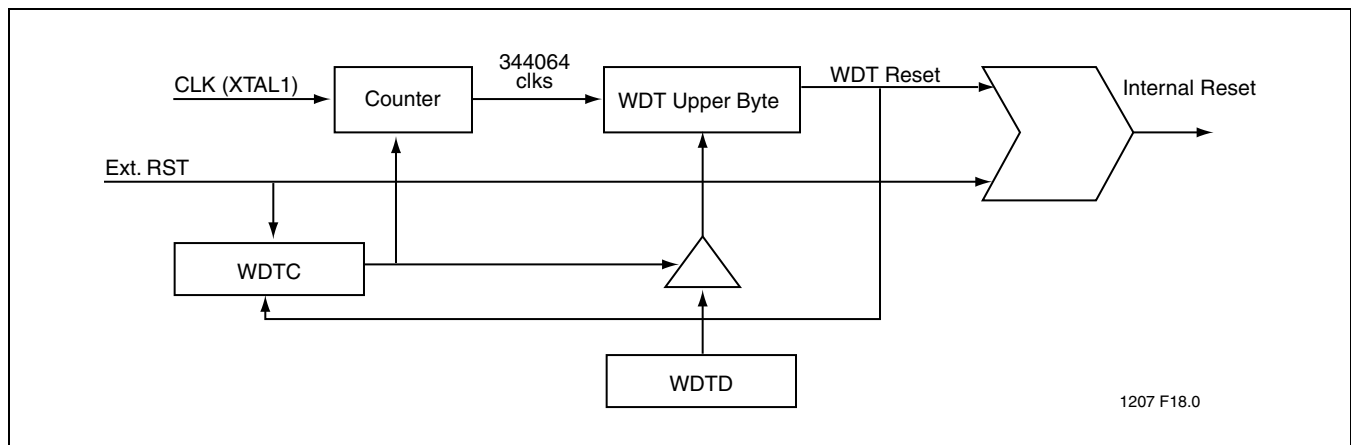 344064
clks
CLK (XTAL1)
Counter
WDT Upper Byte
WDT Reset
Internal Reset
Ext. RST
WDTC
WDTD
1207 F18.0